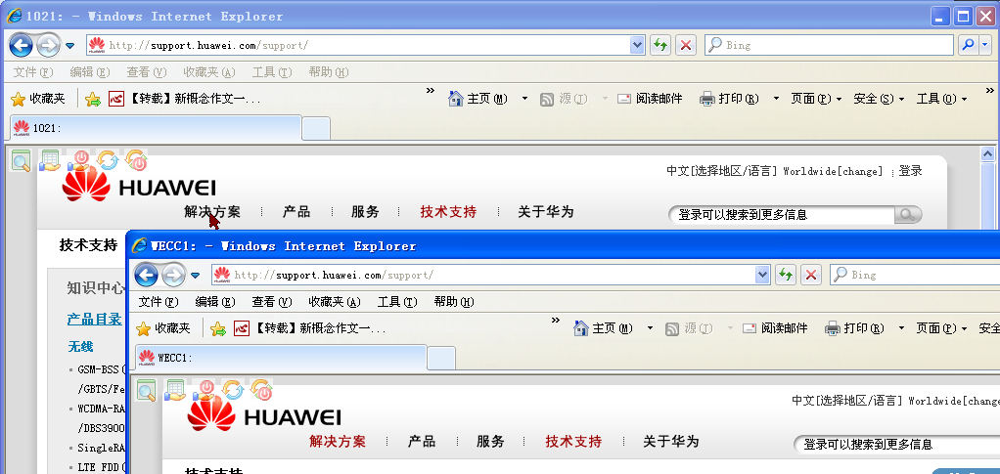 1021: - Windows Internet Explorer
http://support.huawei.com/support/
Bing
文件(F) 编辑(E) 查看(V) 收藏夹(A) 工具(T) 帮助(H)
收藏夹 【转载】新概念作文一... » 主页(M) 源(J) 阅读邮件 打印(R) 页面(P) 安全(S) 工具(O) »
1021:
中文[选择地区/语言] Worldwide[change] 登录
HUAWEI
解决方案 产品 服务 技术支持 关于华为
登录可以搜索到更多信息
技术支持
知识中心
产品目录
无线
GSM-BSS(
/GBTS/Fe
WCDMA-RA
/DBS3900
SingleRA
LTE FDD(
WECC1: - Windows Internet Explorer
http://support.huawei.com/support/
Bing
文件(F) 编辑(E) 查看(V) 收藏夹(A) 工具(T) 帮助(H)
收藏夹 【转载】新概念作文一... » 主页(M) 源(J) 阅读邮件 打印(R) 页面(P) 安全
WECC1:
中文[选择地区/语言] Worldwide[change
HUAWEI
解决方案 产品 服务 技术支持 关于华为
登录可以搜索到更多信息
技术支持